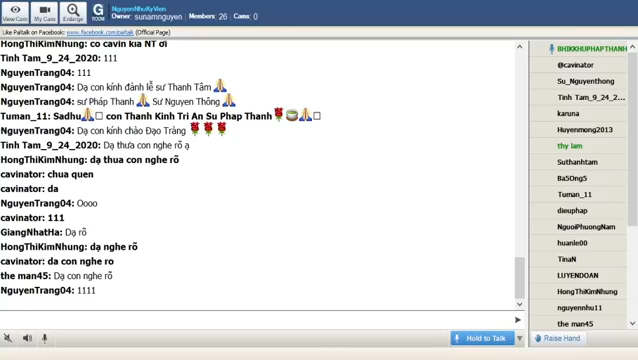 View Cam
My Cam
Enlarge
G
ROOM
NguyenNhuKyVien
Owner: sunamnguyen | Members: 26 | Cams: 0
Like Paltalk on Facebook: www.facebook.com/paltalk (Official Page)
HongThiKimNhung: co cavin kia NT ơi
Tinh Tam_9_24_2020: 111
NguyenTrang04: 111
NguyenTrang04: Dạ con kính đảnh lễ sư Thanh Tâm
NguyenTrang04: sư Pháp Thanh Sư Nguyen Thông
Tuman_11: Sadhu con Thanh Kinh Tri An Su Phap Thanh
NguyenTrang04: Dạ con kính chào Đạo Tràng
Tinh Tam_9_24_2020: Dạ thưa con nghe rõ ạ
HongThiKimNhung: dạ thua con nghe rõ
cavinator: chua quen
cavinator: da
NguyenTrang04: Oooo
cavinator: 111
GiangNhatHa: Dạ rõ
HongThiKimNhung: dạ nghe rõ
cavinator: da con nghe ro
the man45: Dạ con nghe rõ
NguyenTrang04: 1111
Hold to Talk
BHIKKHUPHAPTHANH
@cavinator
Su_Nguyenthong
Tinh Tam_9_24_2...
karuna
Huyenmong2013
thy lam
Suthanhtam
Ba5Ong5
Tuman_11
dieuphap
NguoiPhuongNam
huanle00
TinaN
LUYENDOAN
HongThiKimNhung
nguyennhu11
the man45
Raise Hand